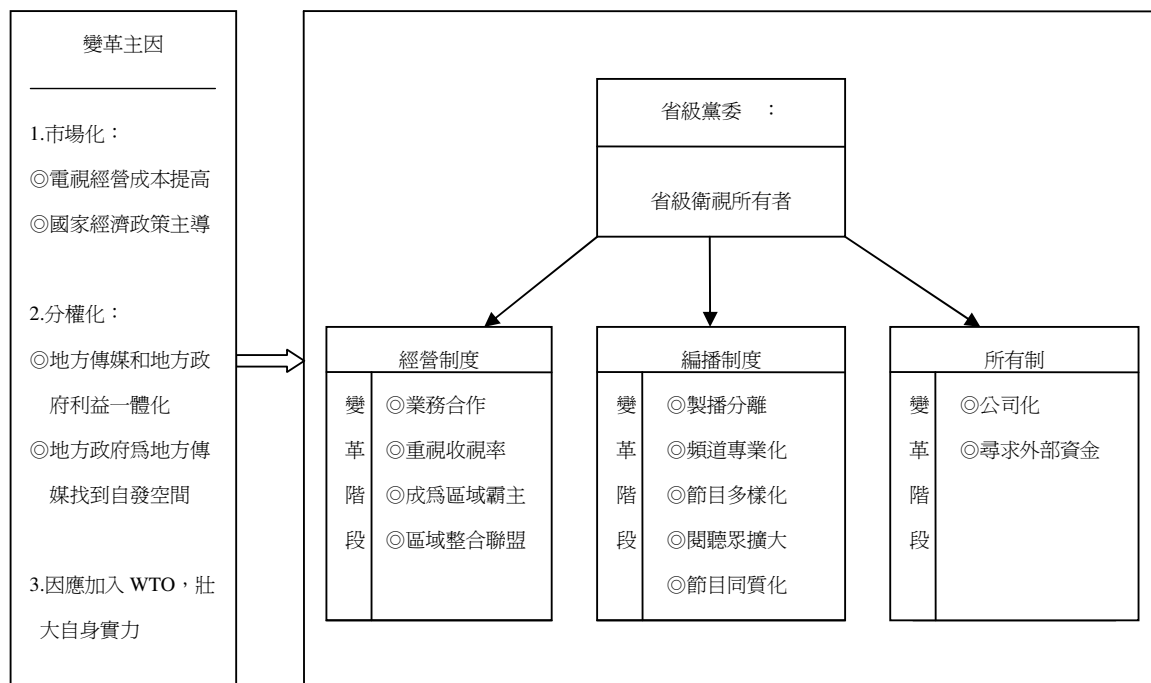 變革主因
1.市場化：
◎電視經營成本提高
◎國家經濟政策主導
2.分權化：
◎地方傳媒和地方政
府利益一體化
◎地方政府爲地方傳
媒找到自發空間
3.因應加入 WTO，壯
大自身實力
省級黨委　：
省級衛視所有者
經營制度
變革階段
◎業務合作
◎重視收視率
◎成爲區域霸主
◎區域整合聯盟
編播制度
變革階段
◎製播分離
◎頻道專業化
◎節目多樣化
◎閱聽眾擴大
◎節目同質化
所有制
變革階段
◎公司化
◎尋求外部資金